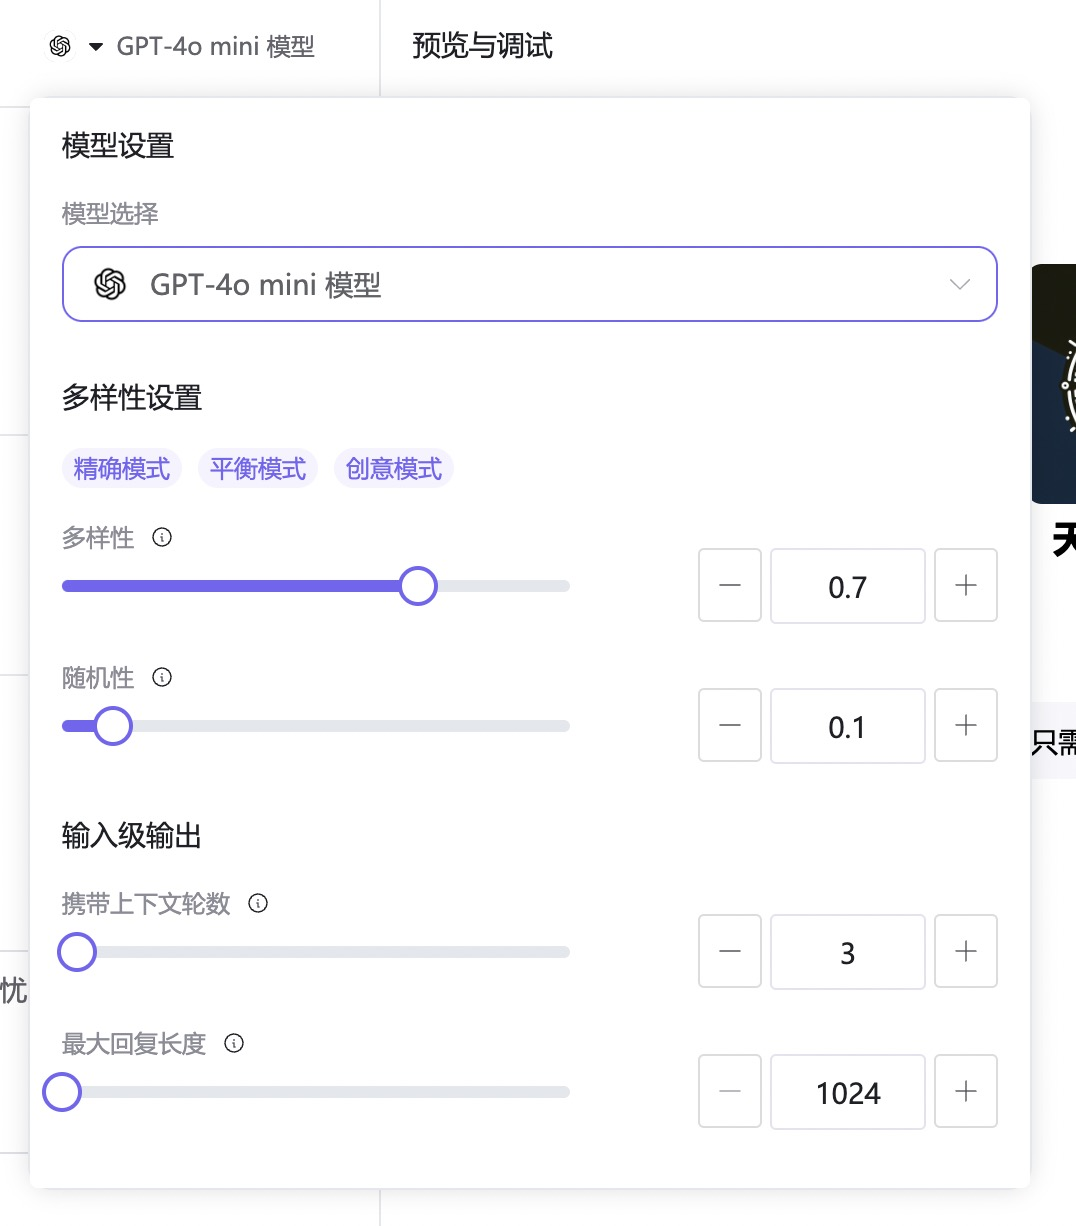 GPT-4o mini 模型
预览与调试
模型设置
模型选择
GPT-4o mini 模型
多样性设置
精确模式 平衡模式 创意模式
多样性
0.7
随机性
0.1
只需
输入级输出
携带上下文轮数
3
忧
最大回复长度
1024